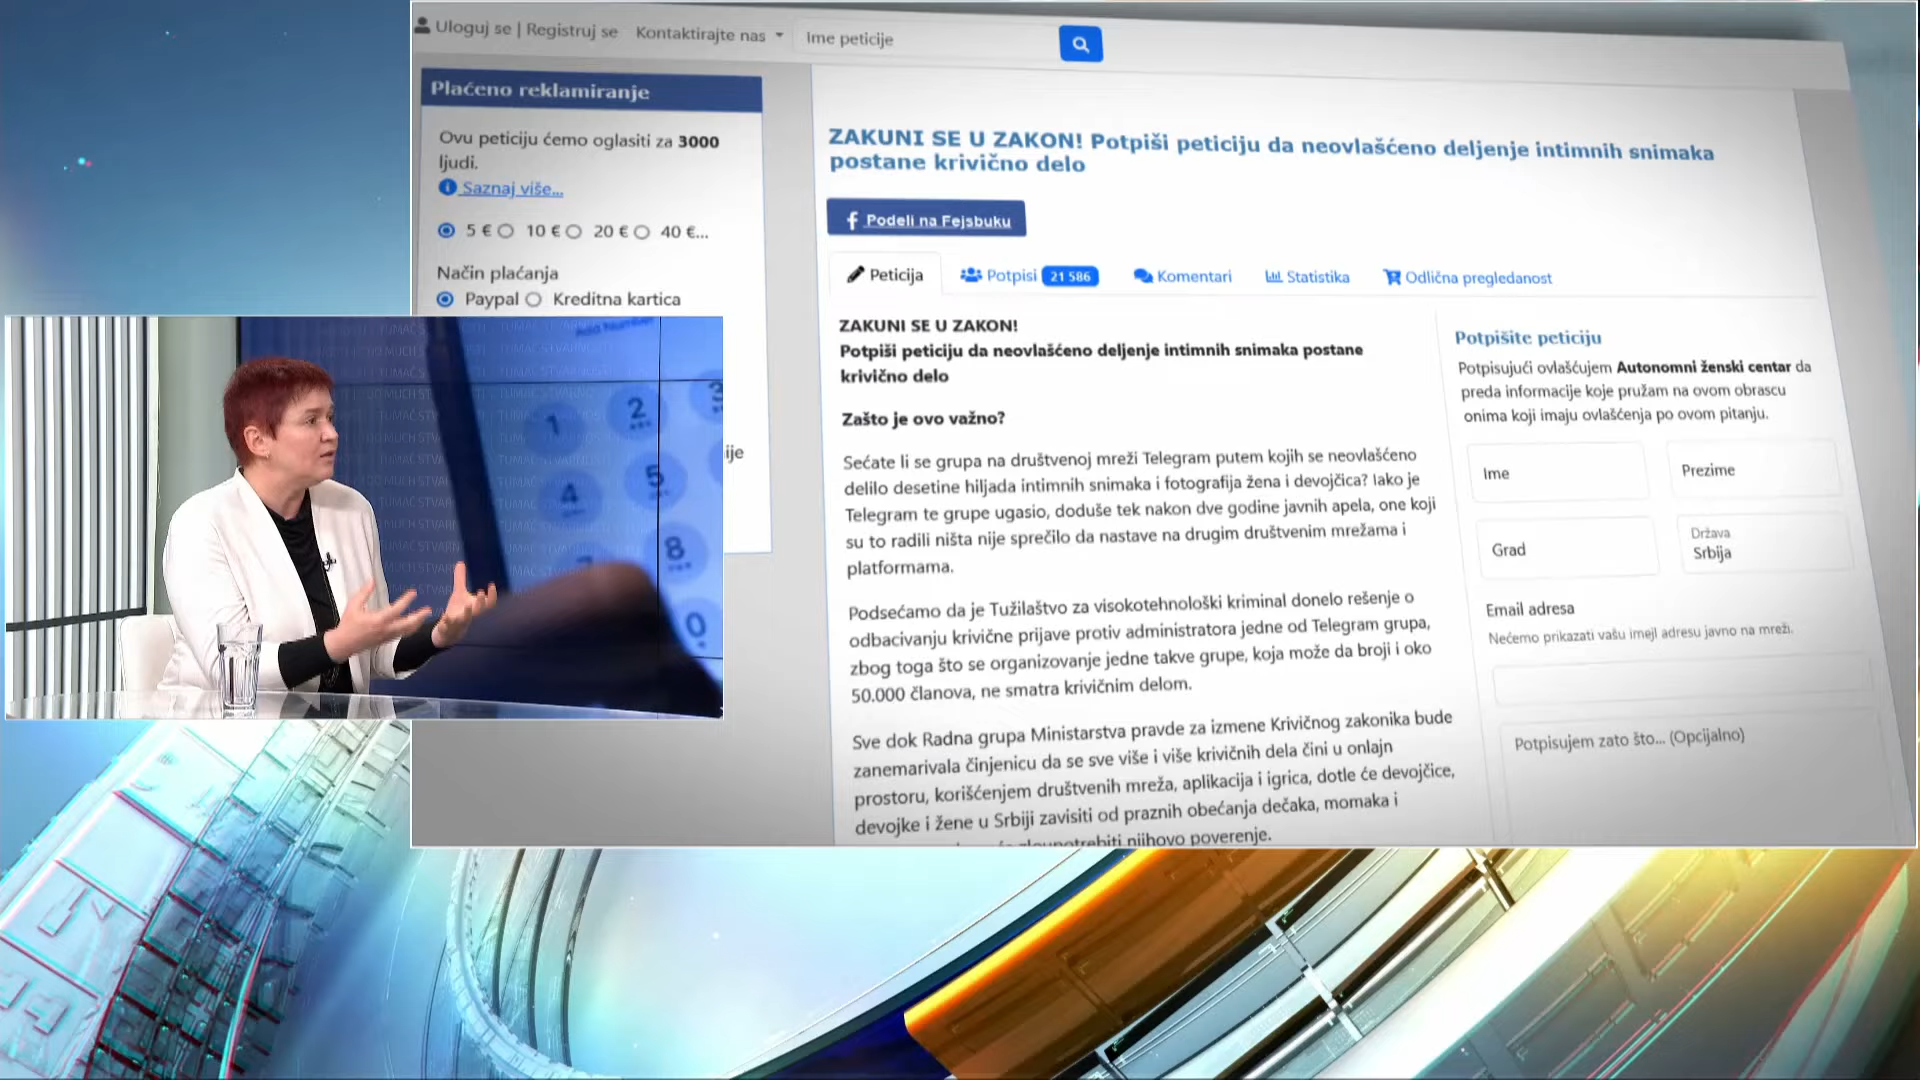 Uloguj se | Registruj se
Kontaktirajte nas
Ime peticije
Plaćeno reklamiranje
Ovu peticiju ćemo oglasiti za 3000
ljudi.
Saznaj više...
5 € 10 € 20 € 40 €...
Način plaćanja
Paypal Kreditna kartica
ije
ZAKUNI SE U ZAKON! Potpiši peticiju da neovlašćeno deljenje intimnih snimaka
postane krivično delo
Podeli na Fejsbuku
Peticija
Potpisi 21 586
Komentari
Statistika
Odlična pregledanost
ZAKUNI SE U ZAKON!
Potpiši peticiju da neovlašćeno deljenje intimnih snimaka postane
krivično delo
Zašto je ovo važno?
Sećate li se grupa na društvenoj mreži Telegram putem kojih se neovlašćeno
delilo desetine hiljada intimnih snimaka i fotografija žena i devojčica? Iako je
Telegram te grupe ugasio, doduše tek nakon dve godine javnih apela, one koji
su to radili ništa nije sprečilo da nastave na drugim društvenim mrežama i
platformama.
Podsećamo da je Tužilaštvo za visokotehnološki kriminal donelo rešenje o
odbacivanju krivične prijave protiv administratora jedne od Telegram grupa,
zbog toga što se organizovanje jedne takve grupe, koja može da broji i oko
50.000 članova, ne smatra krivičnim delom.
Sve dok Radna grupa Ministarstva pravde za izmene Krivičnog zakonika bude
zanemarivala činjenicu da se sve više i više krivičnih dela čini u onlajn
prostoru, korišćenjem društvenih mreža, aplikacija i igrica, dotle će devojčice,
devojke i žene u Srbiji zavisiti od praznih obećanja dečaka, momaka i
zloupotrebiti njihovo poverenje.
Potpišite peticiju
Potpisujući ovlašćujem Autonomni ženski centar da
preda informacije koje pružam na ovom obrascu
onima koji imaju ovlašćenja po ovom pitanju.
Ime
Prezime
Grad
Država
Srbija
Email adresa
Nećemo prikazati vašu imejl adresu javno na mreži.
Potpisujem zato što... (Opcijalno)
1
2
3
4
5
8
0